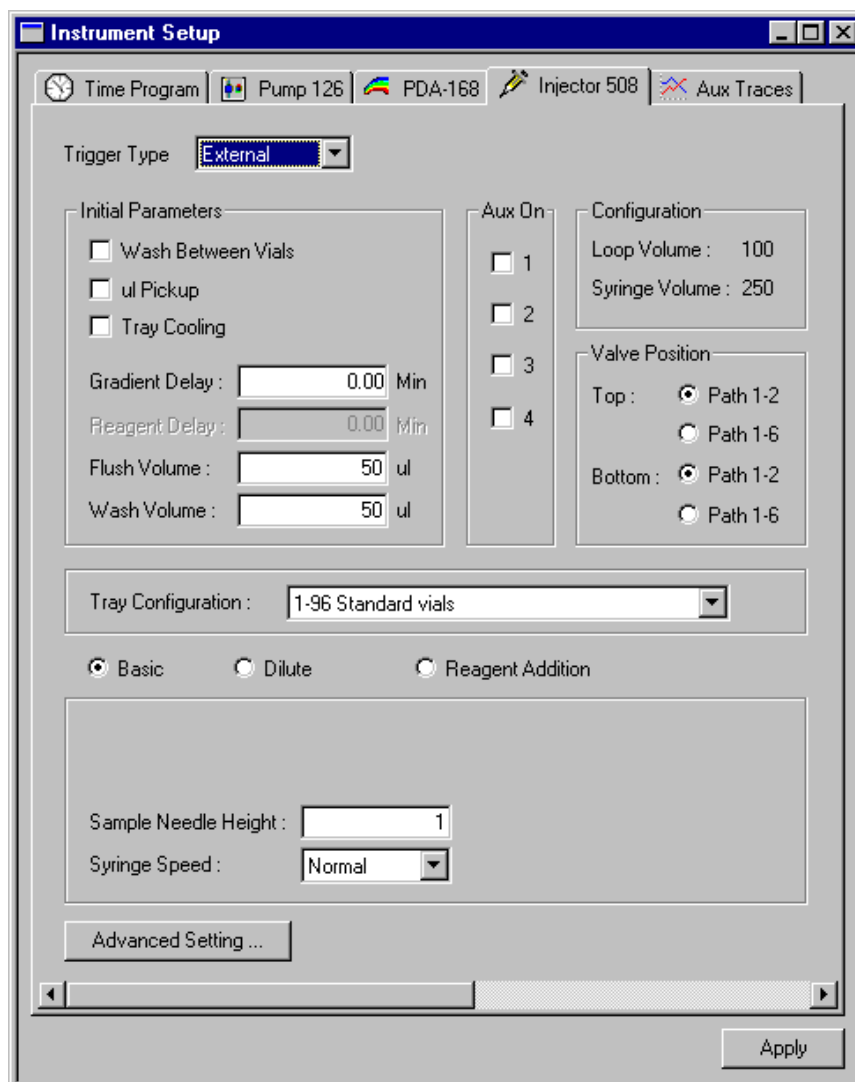 Instrument Setup
Time Program Pump 126 PDA-168 Injector 508 Aux Traces
Trigger Type External
Initial Parameters
Wash Between Vials
ul Pickup
Tray Cooling
Gradient Delay : 0.00 Min
Reagent Delay : 0.00 Min
Flush Volume : 50 ul
Wash Volume : 50 ul
Aux On
1
2
3
4
Configuration
Loop Volume : 100
Syringe Volume : 250
Valve Position
Top : Path 1-2
Path 1-6
Bottom : Path 1-2
Path 1-6
Tray Configuration : 1-96 Standard vials
Basic Dilute Reagent Addition
Sample Needle Height : 1
Syringe Speed : Normal
Advanced Setting ...
Apply